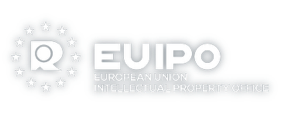 R
EUIPO
EUROPEAN UNION
INTELLECTUAL PROPERTY OFFICE